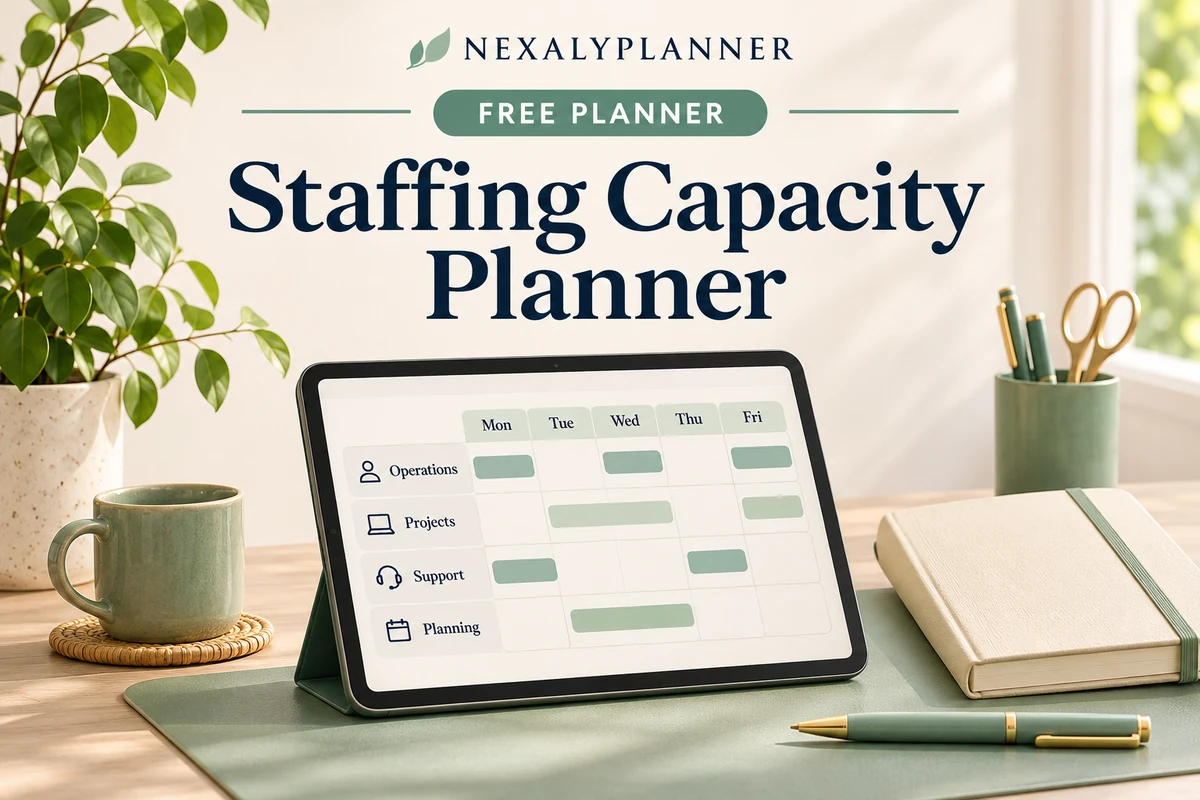 NEXALYPLANNER
FREE PLANNER
Staffing Capacity
Planner
Mon Tue Wed Thu Fri
Operations
Projects
Support
Planning